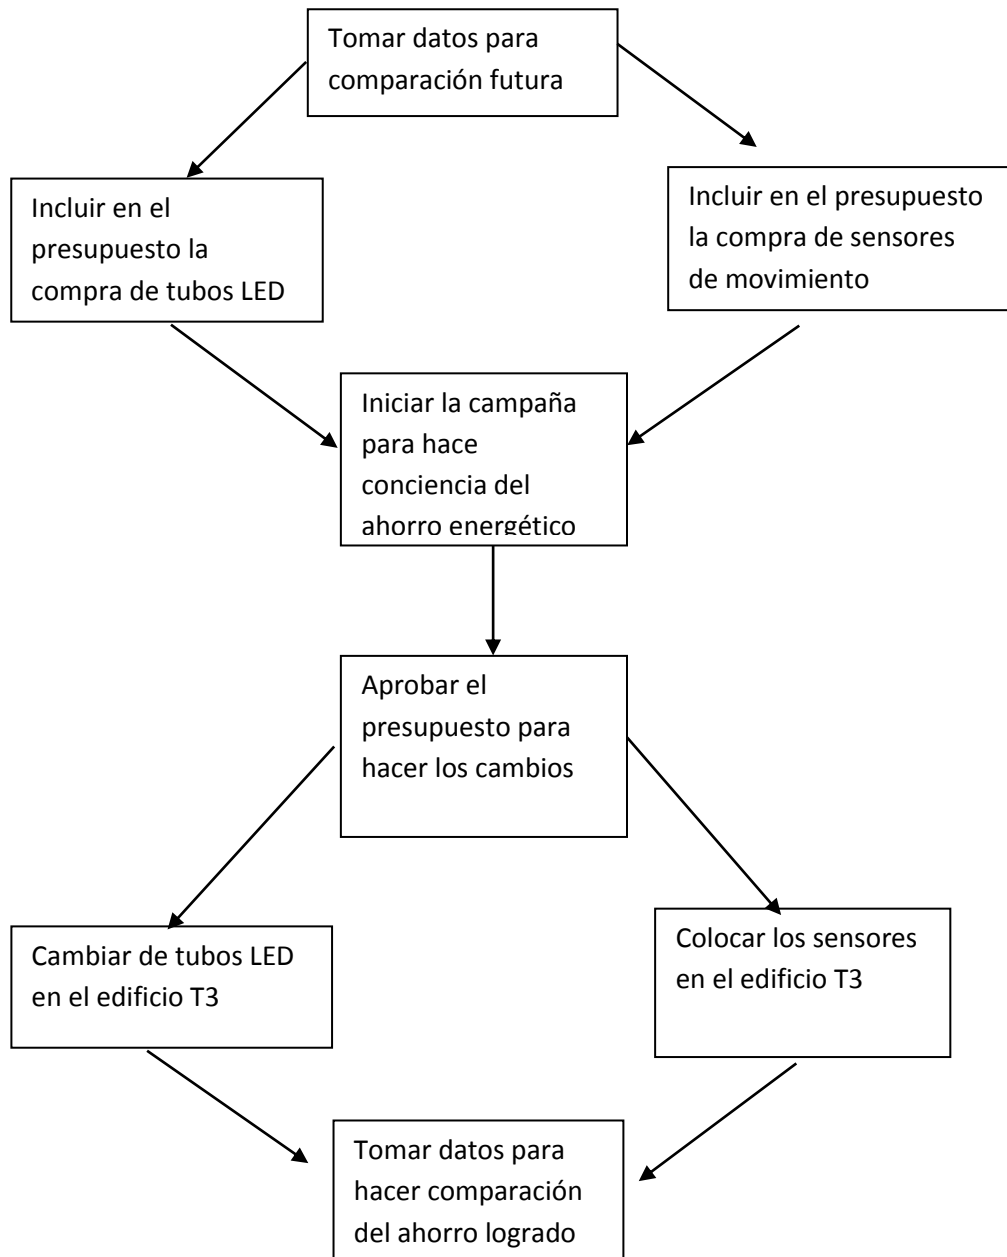 Tomar datos para
comparación futura
Incluir en el
presupuesto la
compra de tubos LED
Incluir en el presupuesto
la compra de sensores
de movimiento
Iniciar la campaña
para hace
conciencia del
ahorro energético
Aprobar el
presupuesto para
hacer los cambios
Cambiar de tubos LED
en el edificio T3
Colocar los sensores
en el edificio T3
Tomar datos para
hacer comparación
del ahorro logrado